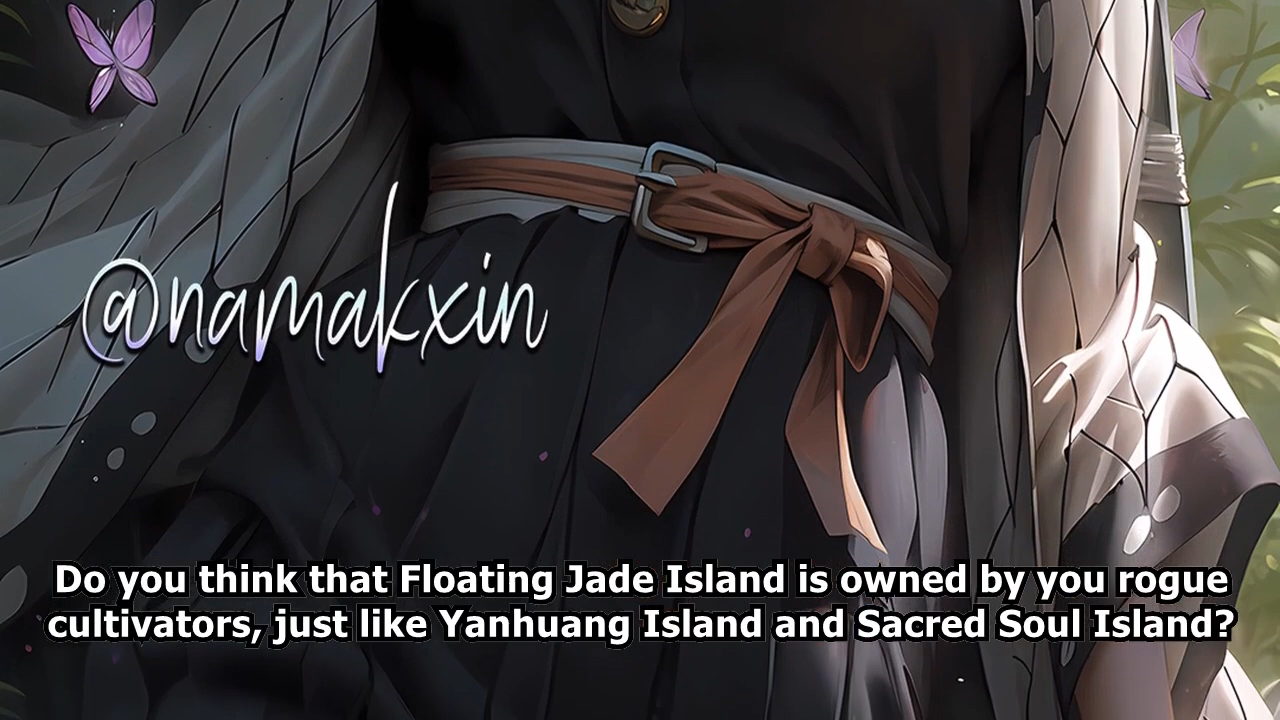 @namakxin
Do you think that Floating Jade Island is owned by you rogue
cultivators, just like Yanhuang Island and Sacred Soul Island?